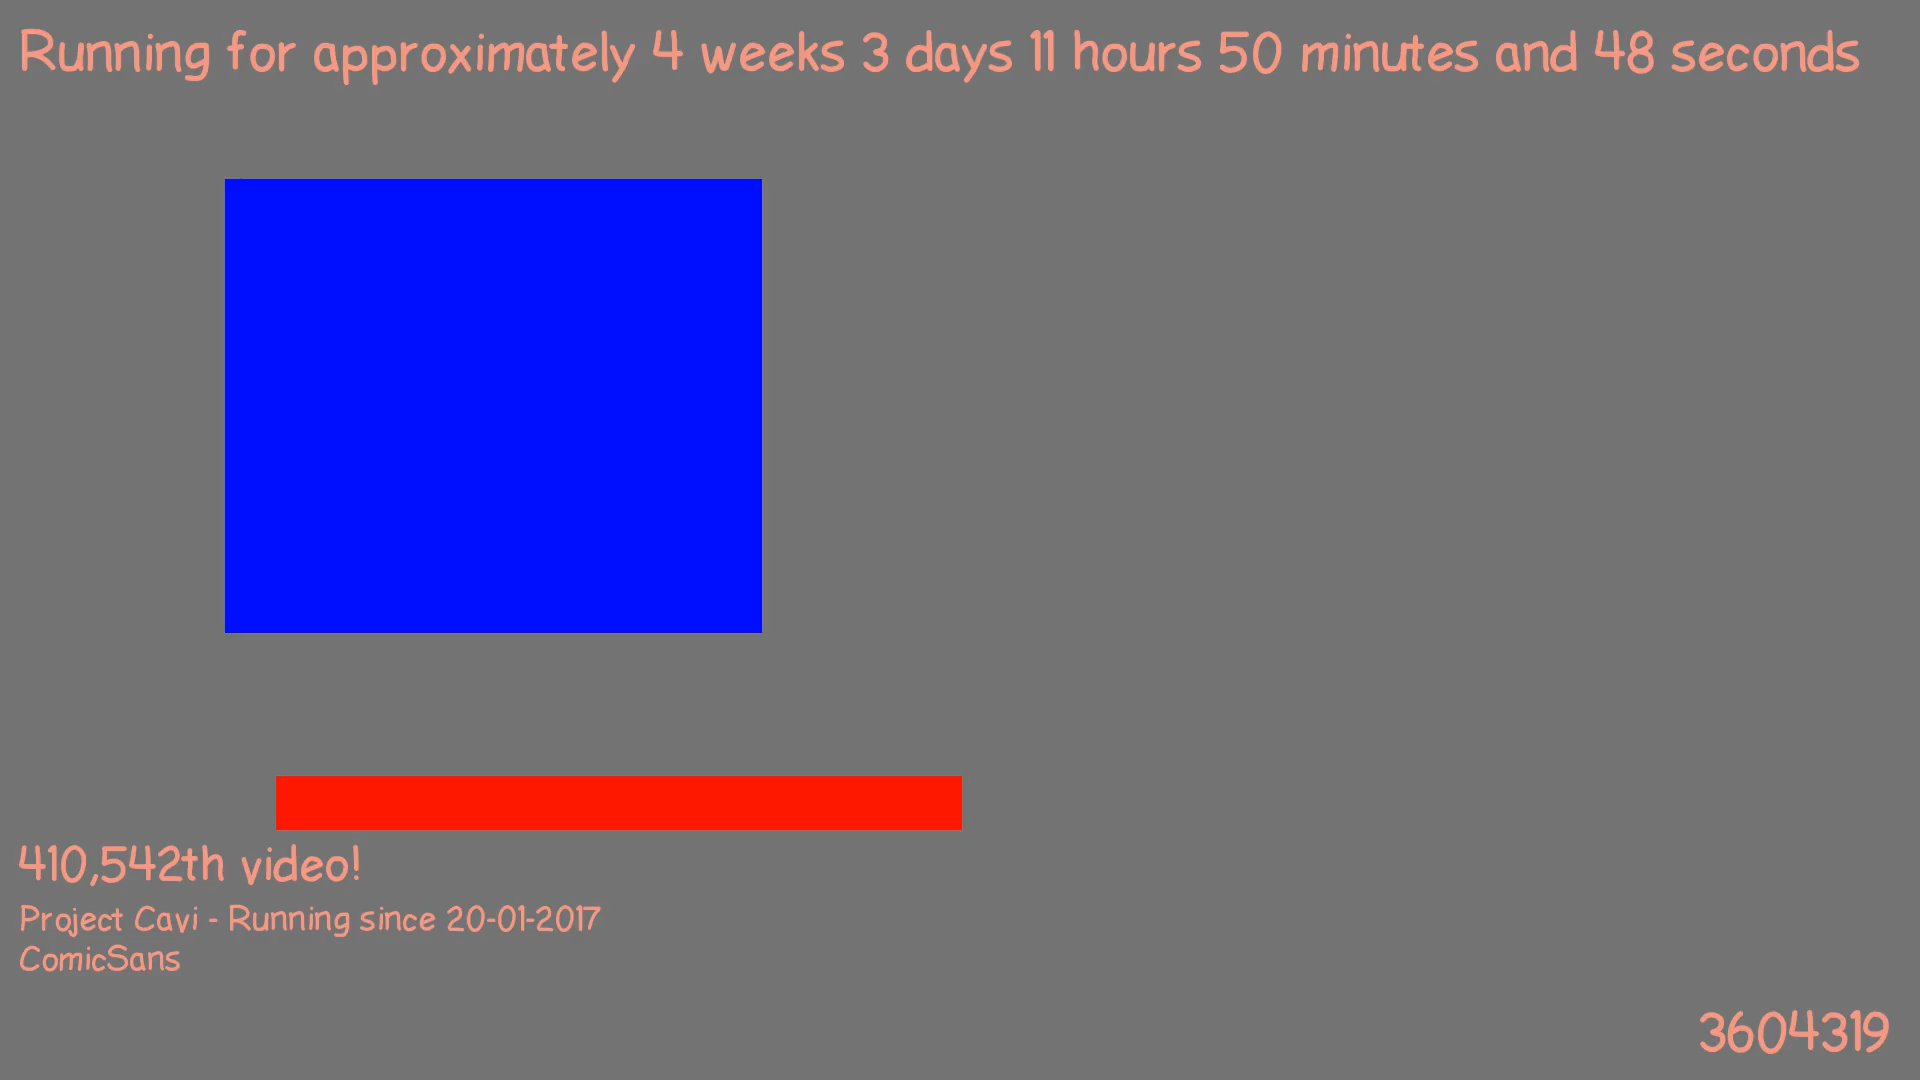 Running for approximately 4 weeks 3 days 11 hours 50 minutes and 48 seconds
410,542th video!
Project Cavi - Running since 20-01-2017
ComicSans
3604319